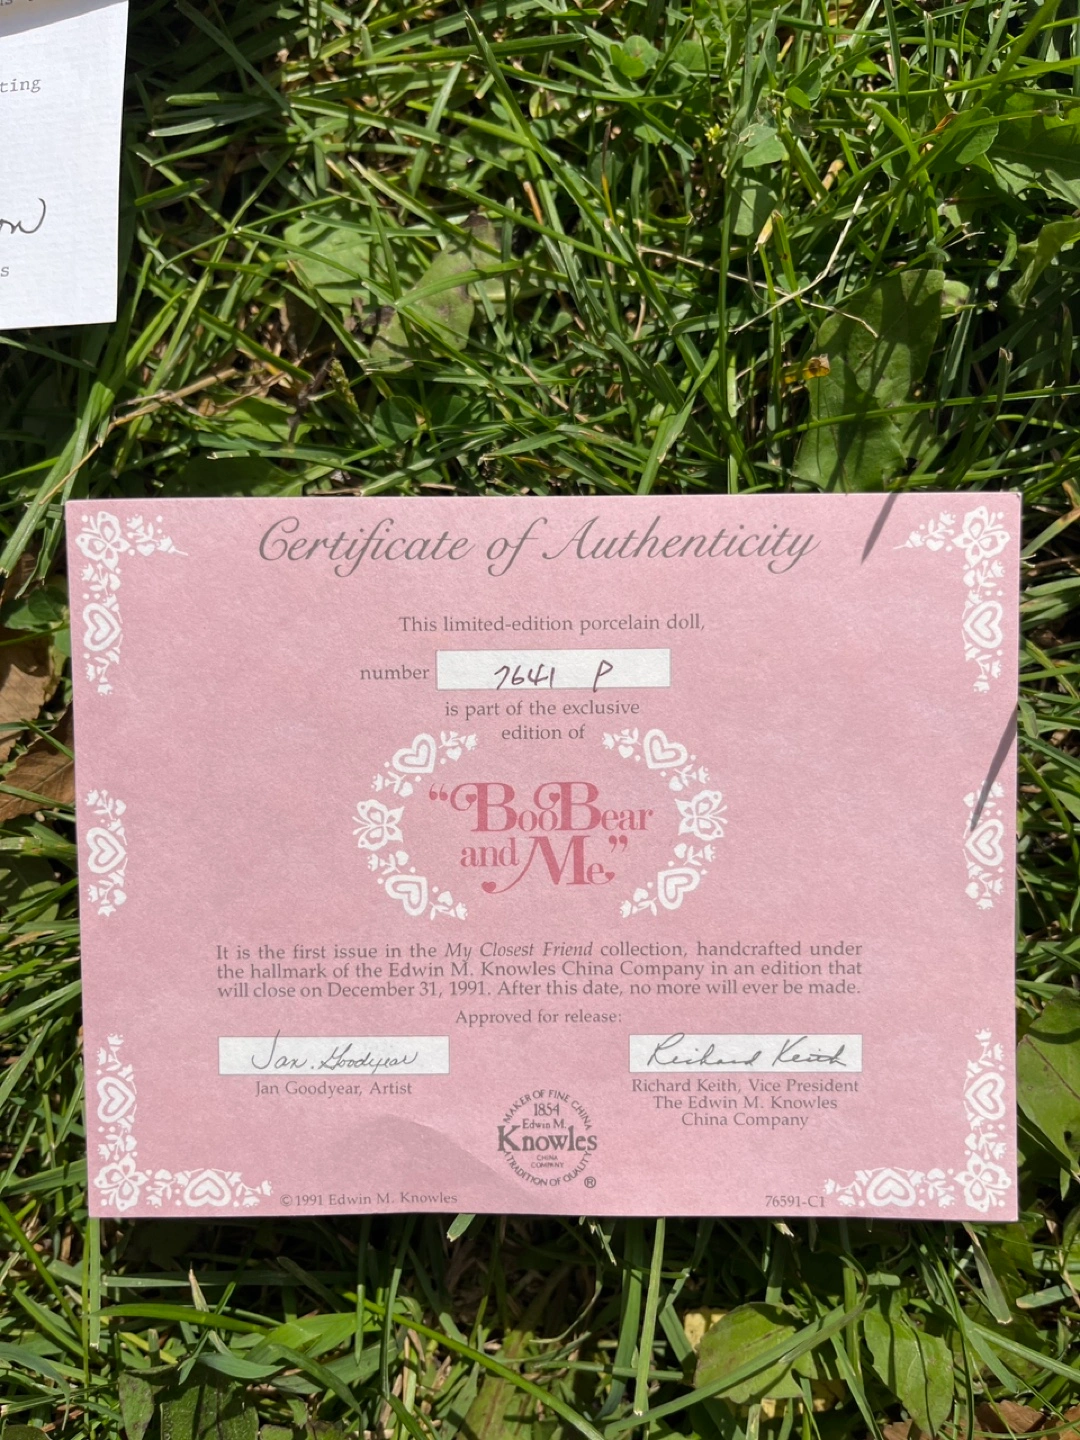 ting
s
Certificate of Authenticity
This limited-edition porcelain doll,
number 7641 P
is part of the exclusive
edition of
“BooBear
and Me”
It is the first issue in the My Closest Friend collection, handcrafted under
the hallmark of the Edwin M. Knowles China Company in an edition that
will close on December 31, 1991. After this date, no more will ever be made.
Approved for release:
Jan Goodyear
Jan Goodyear, Artist
Richard Keith
Richard Keith, Vice President
The Edwin M. Knowles
China Company
MAKER OF FINE CHINA
1854
Edwin M.
Knowles
CHINA
COMPANY
TRADITION OF QUALITY
®
© 1991 Edwin M. Knowles
76591-C1